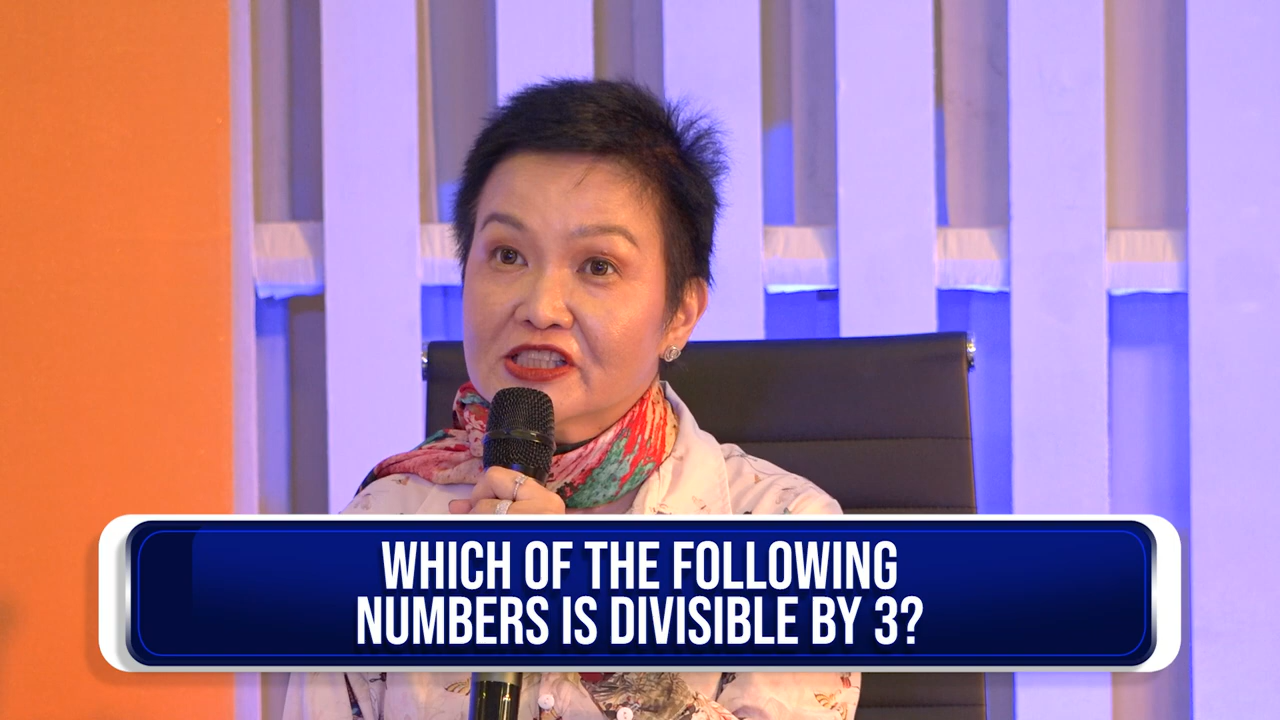 WHICH OF THE FOLLOWING
NUMBERS IS DIVISIBLE BY 3?